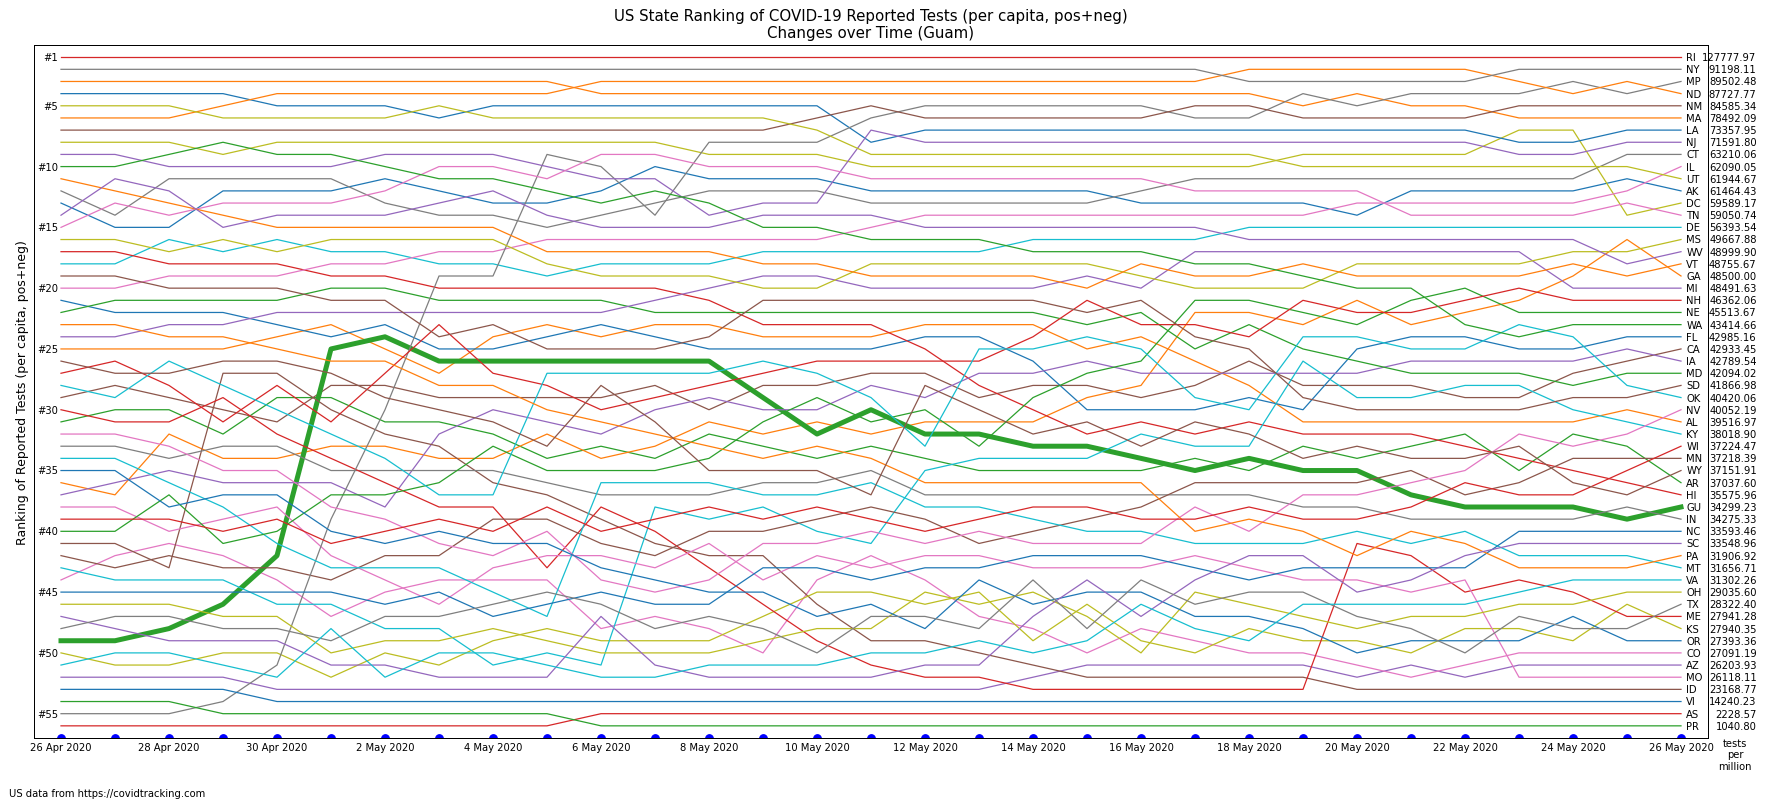 US State Ranking of COVID-19 Reported Tests (per capita, pos+neg)
Changes over Time (Guam)
Ranking of Reported Tests (per capita, pos+neg)
#1
#5
#10
#15
#20
#25
#30
#35
#40
#45
#50
#55
RI 127777.97
NY 91198.11
MP 89502.48
ND 87727.77
NM 84585.34
MA 78492.09
LA 73357.95
NJ 71591.80
CT 63210.06
IL 62090.05
UT 61944.67
AK 61464.43
DC 59589.17
TN 59050.74
DE 56393.54
MS 49667.88
WV 48999.90
VT 48755.67
GA 48500.00
MI 48491.63
NH 46362.06
NE 45513.67
WA 43414.66
FL 42985.16
CA 42933.45
IA 42789.54
MD 42094.02
SD 41866.98
OK 40420.06
NV 40052.19
AL 39516.97
KY 38018.90
WI 37224.47
MN 37218.39
WY 37151.91
AR 37037.60
HI 35575.96
GU 34299.23
IN 34275.33
NC 33593.46
SC 33548.96
PA 31906.92
MT 31656.71
VA 31302.26
OH 29035.60
TX 28322.40
ME 27941.28
KS 27940.35
OR 27393.36
CO 27091.19
AZ 26203.93
MO 26118.11
ID 23168.77
VI 14240.23
AS 2228.57
PR 1040.80
26 Apr 2020 28 Apr 2020 30 Apr 2020 2 May 2020 4 May 2020 6 May 2020 8 May 2020 10 May 2020 12 May 2020 14 May 2020 16 May 2020 18 May 2020 20 May 2020 22 May 2020 24 May 2020 26 May 2020
tests
per
million
US data from https://covidtracking.com